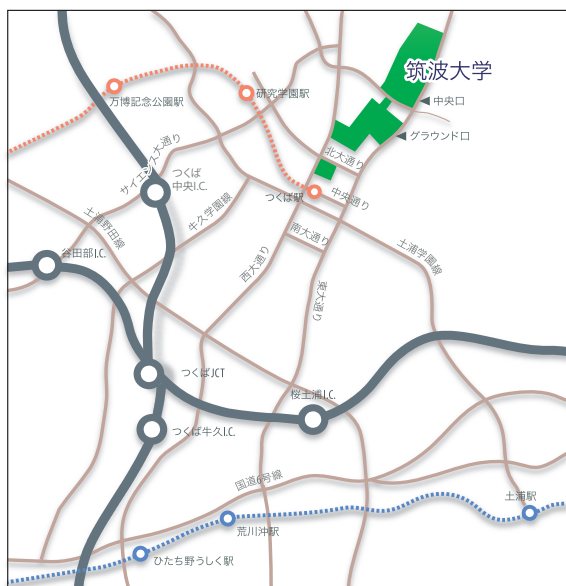 筑波大学
研究学園駅
中央口
万博記念公園駅
グラウンド口
北大通り
サイエンス大通り
つくば
中央I.C.
つくば駅
中央通り
牛久学園線
土浦野田線
南大通り
谷田部I.C.
西大通り
土浦学園線
東大通り
つくばJCT
桜土浦I.C.
つくば牛久I.C.
国道6号線
土浦駅
荒川沖駅
ひたち野うしく駅